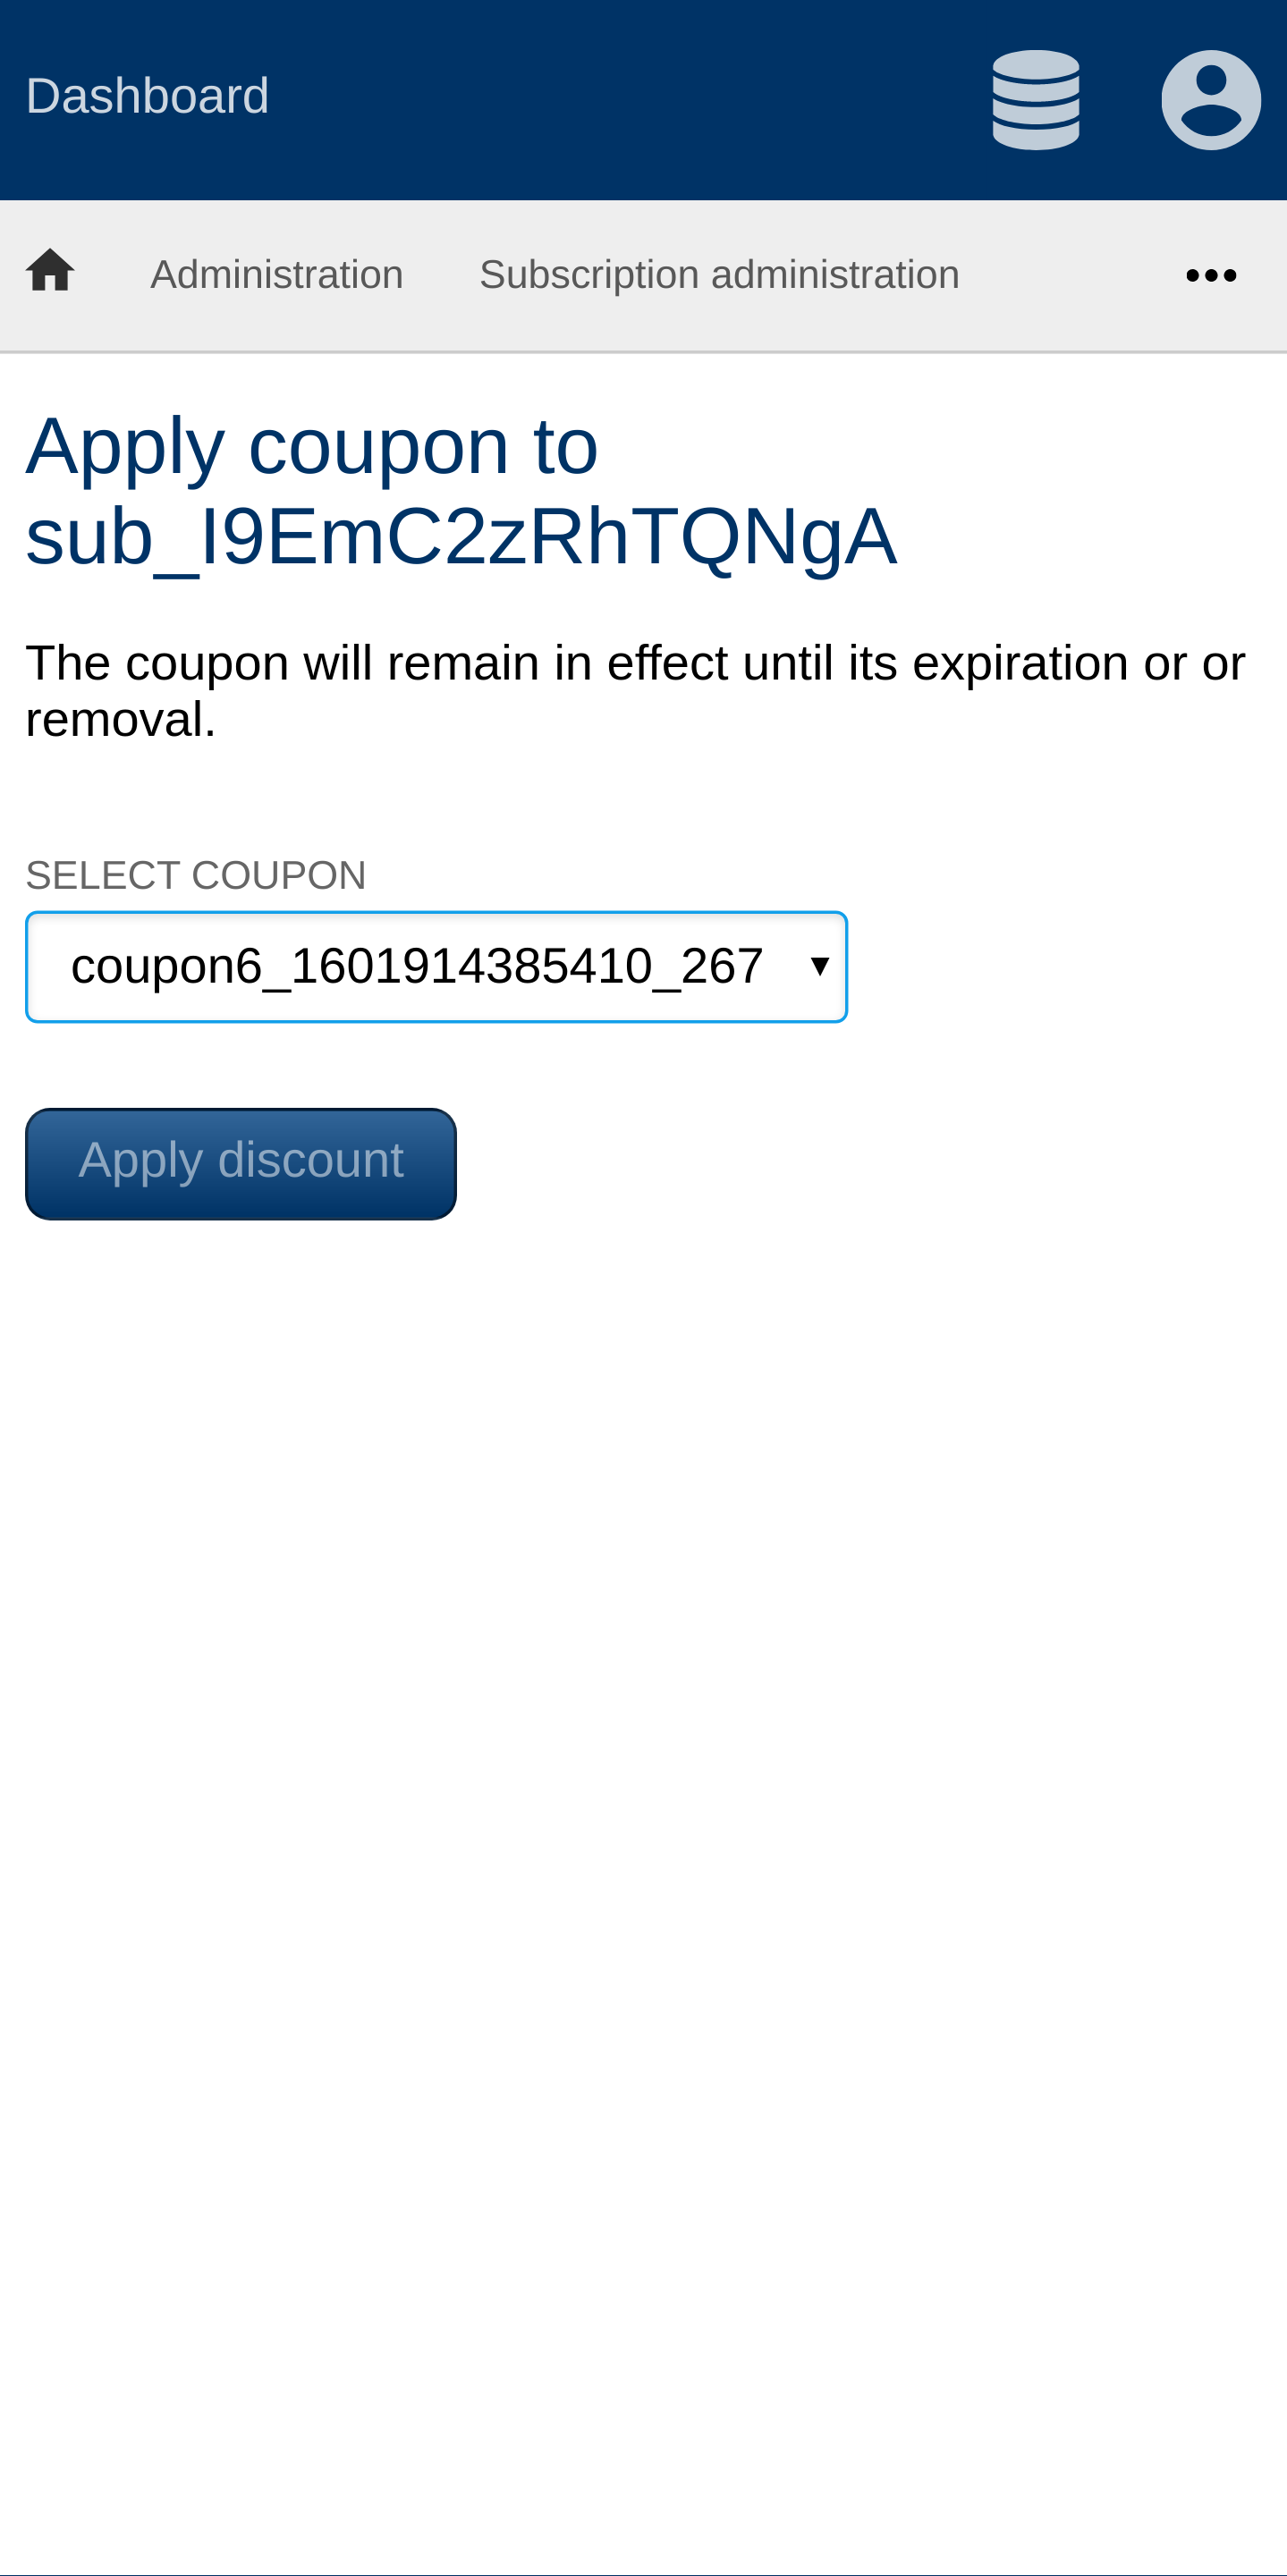 Dashboard
Administration Subscription administration
Apply coupon to
sub_I9EmC2zRhTQNgA
The coupon will remain in effect until its expiration or or
removal.
SELECT COUPON
coupon6_1601914385410_267
Apply discount